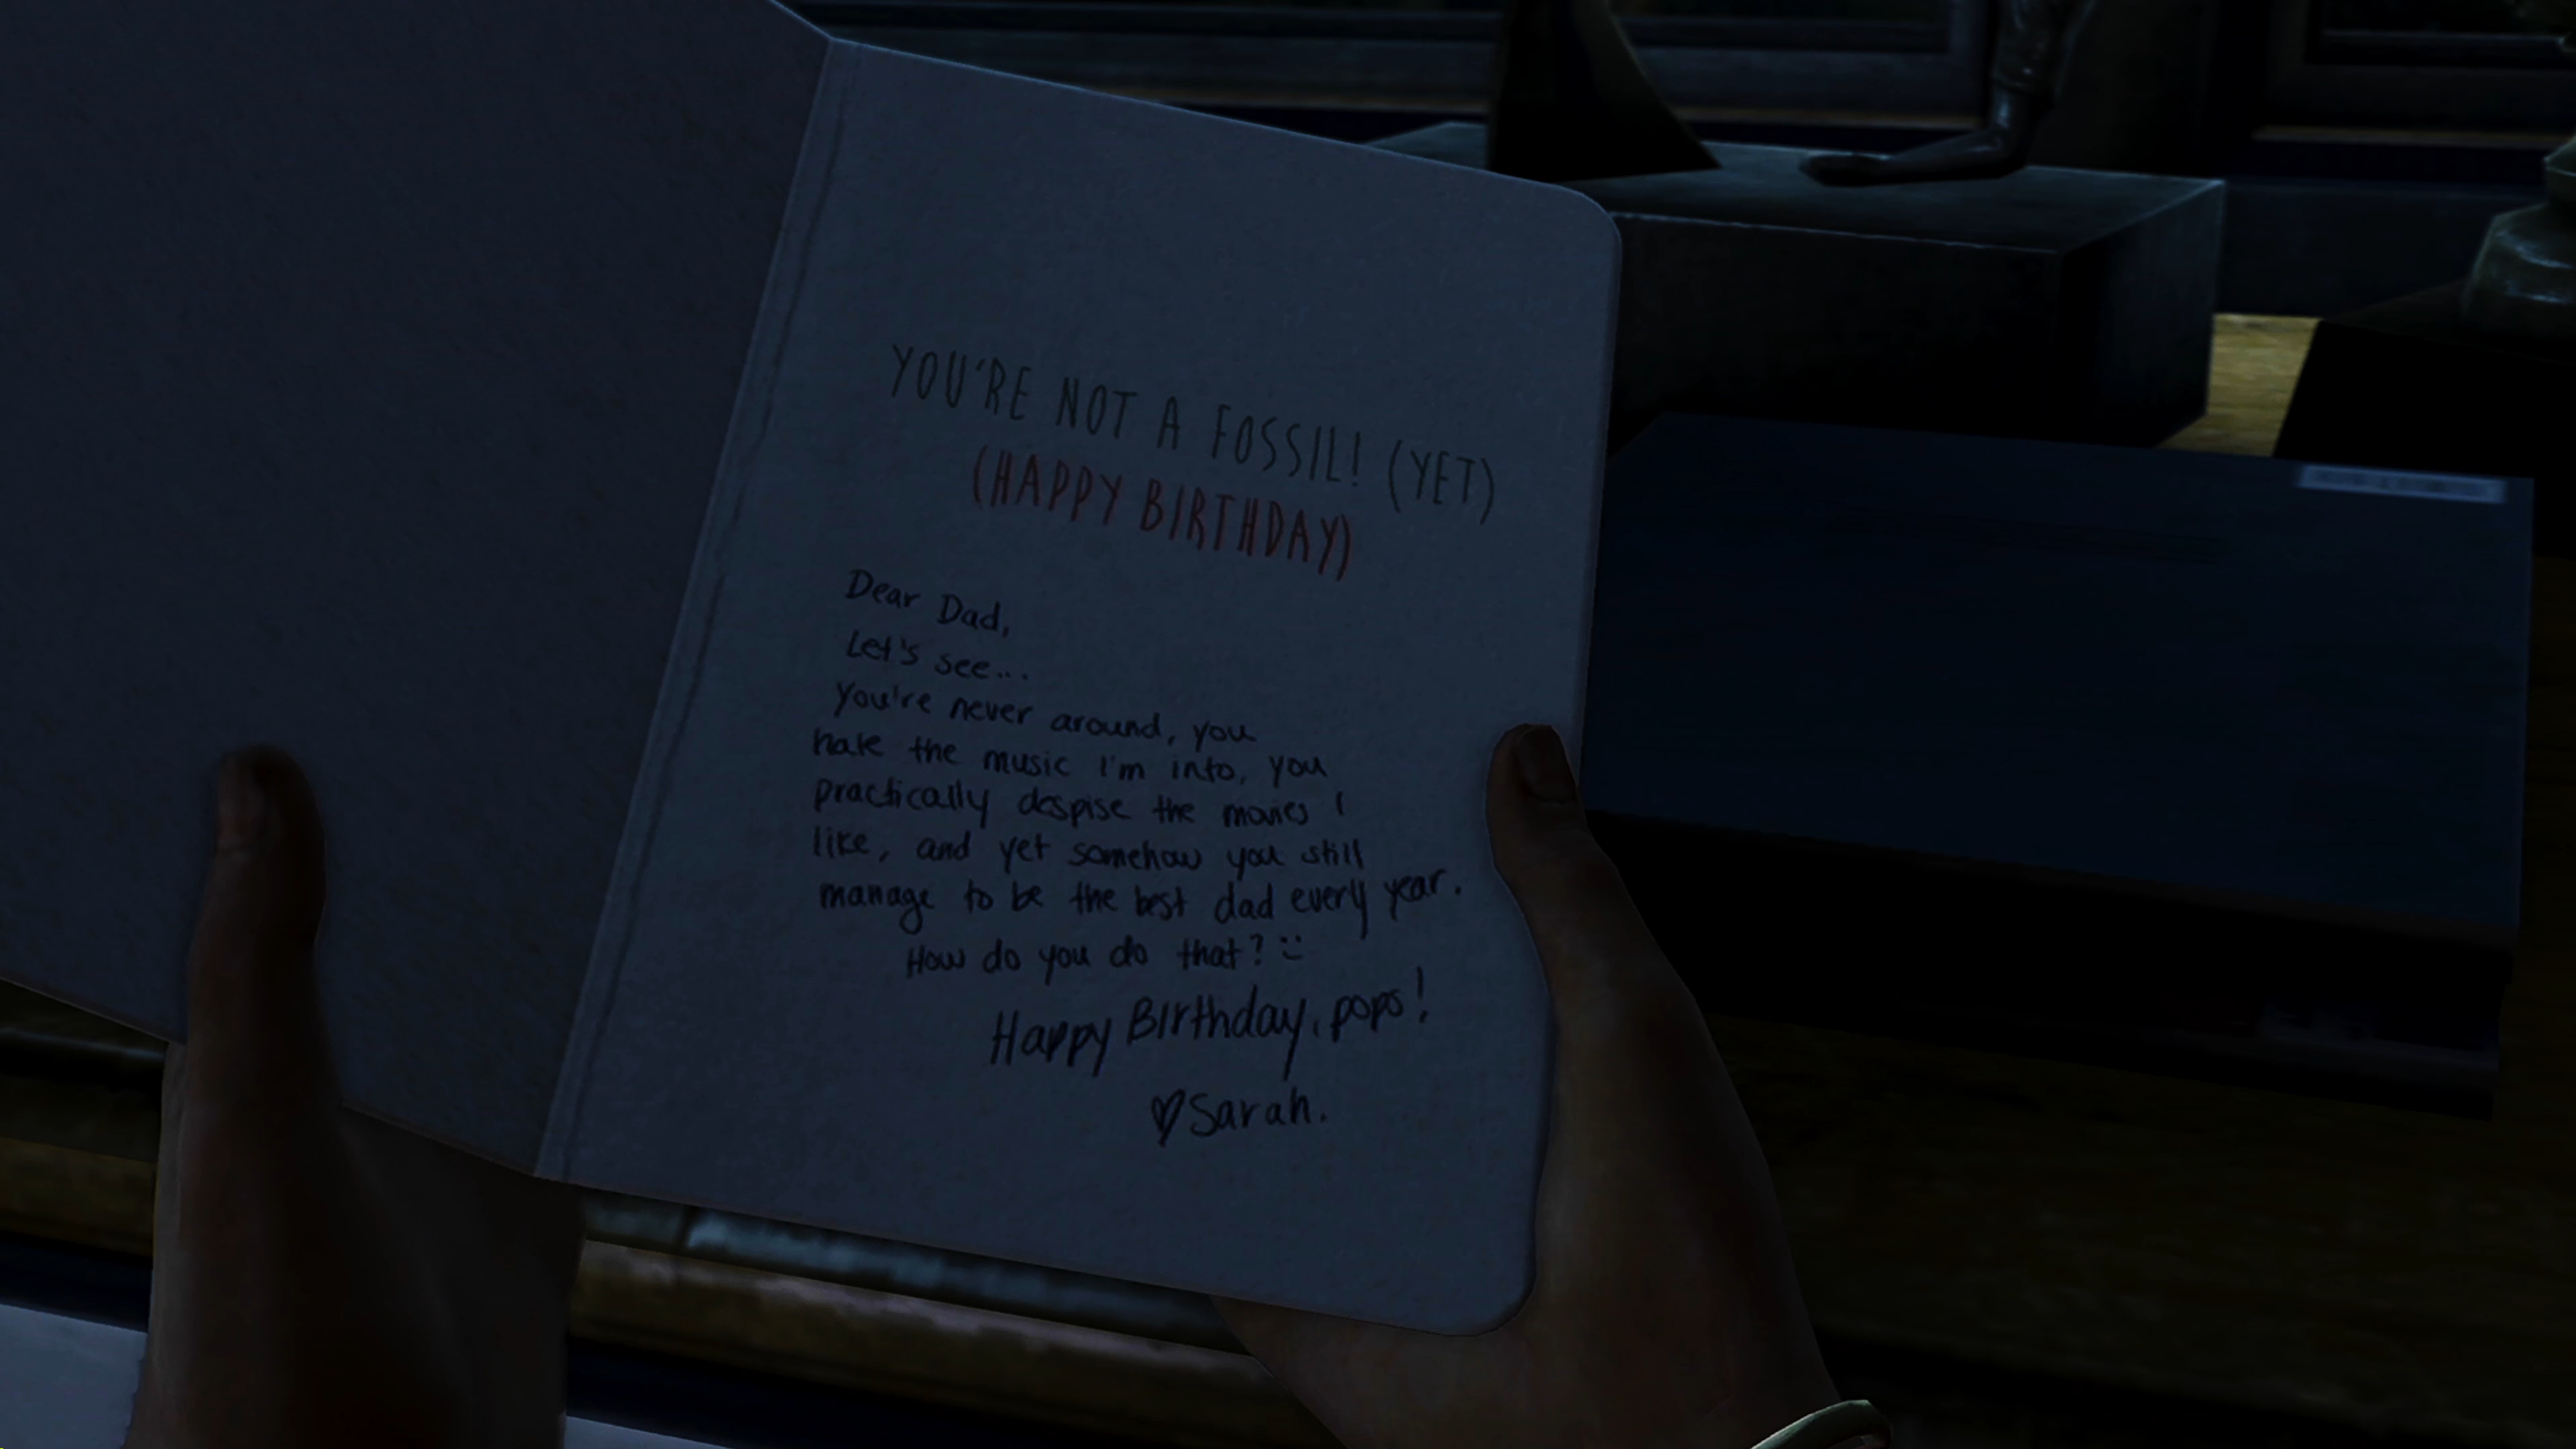 YOU'RE NOT A FOSSIL! (YET)
(HAPPY BIRTHDAY)
Dear Dad,
Let's see...
You're never around, you
hate the music I'm into, you
practically despise the movies I
like, and yet somehow you still
manage to be the best dad every year.
How do you do that? :)
Happy Birthday, pops!
♡Sarah.